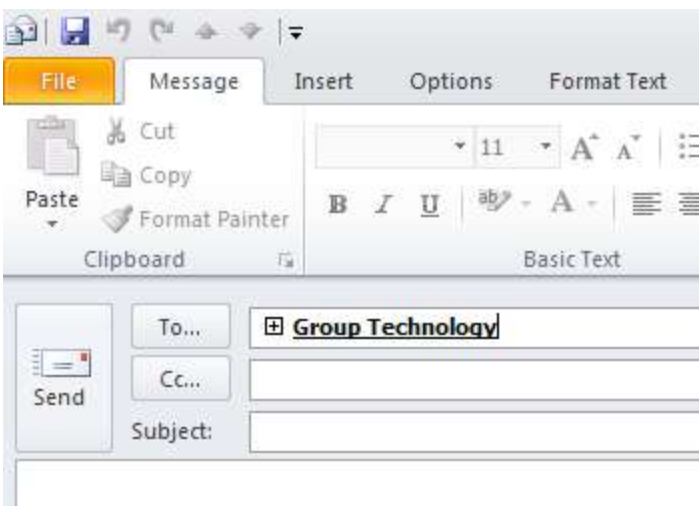 File Message Insert Options Format Text
Cut
11 A A
Copy
Paste
B I U ab A
Format Painter
Clipboard Basic Text
To... Group Technology
Cc...
Send
Subject: